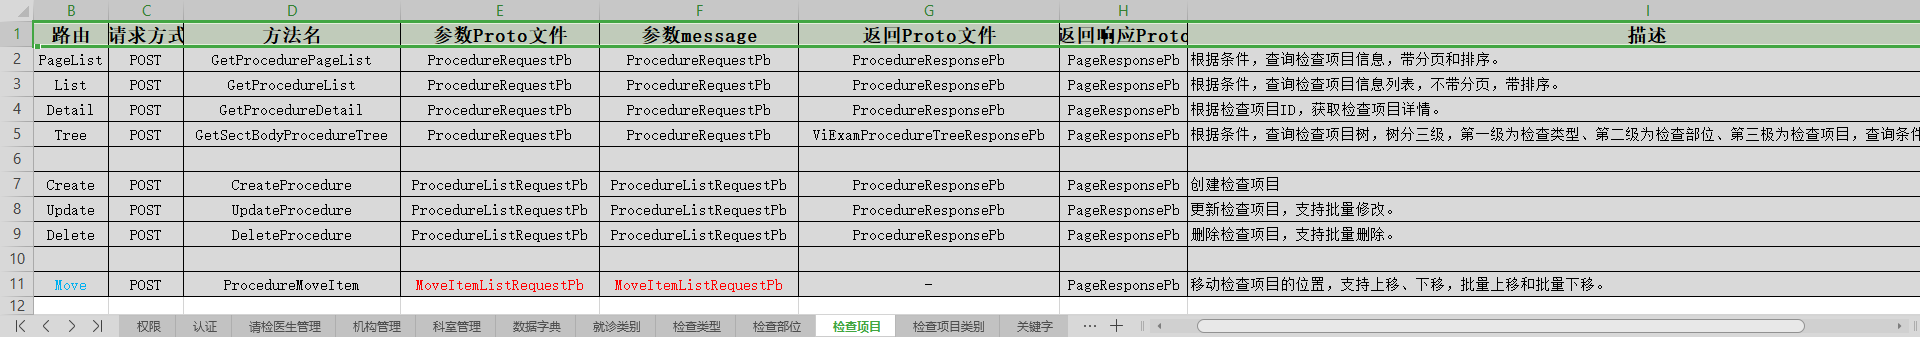 B C D E F G H I
1 路由 请求方式 方法名 参数Proto文件 参数message 返回Proto文件 返回响应Proto 描述
2 PageList POST GetProcedurePageList ProcedureRequestPb ProcedureRequestPb ProcedureResponsePb PageResponsePb 根据条件，查询检查项目信息，带分页和排序。
3 List POST GetProcedureList ProcedureRequestPb ProcedureRequestPb ProcedureResponsePb PageResponsePb 根据条件，查询检查项目信息列表，不带分页，带排序。
4 Detail POST GetProcedureDetail ProcedureRequestPb ProcedureRequestPb ProcedureResponsePb PageResponsePb 根据检查项目ID，获取检查项目详情。
5 Tree POST GetSectBodyProcedureTree ProcedureRequestPb ProcedureRequestPb ViExamProcedureTreeResponsePb PageResponsePb 根据条件，查询检查项目树，树分三级，第一级为检查类型、第二级为检查部位、第三极为检查项目，查询条件
6
7 Create POST CreateProcedure ProcedureListRequestPb ProcedureListRequestPb ProcedureResponsePb PageResponsePb 创建检查项目
8 Update POST UpdateProcedure ProcedureListRequestPb ProcedureListRequestPb ProcedureResponsePb PageResponsePb 更新检查项目，支持批量修改。
9 Delete POST DeleteProcedure ProcedureListRequestPb ProcedureListRequestPb ProcedureResponsePb PageResponsePb 删除检查项目，支持批量删除。
10
11 Move POST ProcedureMoveItem MoveItemListRequestPb MoveItemListRequestPb - PageResponsePb 移动检查项目的位置，支持上移、下移，批量上移和批量下移。
12
权限 认证 请检医生管理 机构管理 科室管理 数据字典 就诊类别 检查类型 检查部位 检查项目 检查项目类别 关键字 ··· +